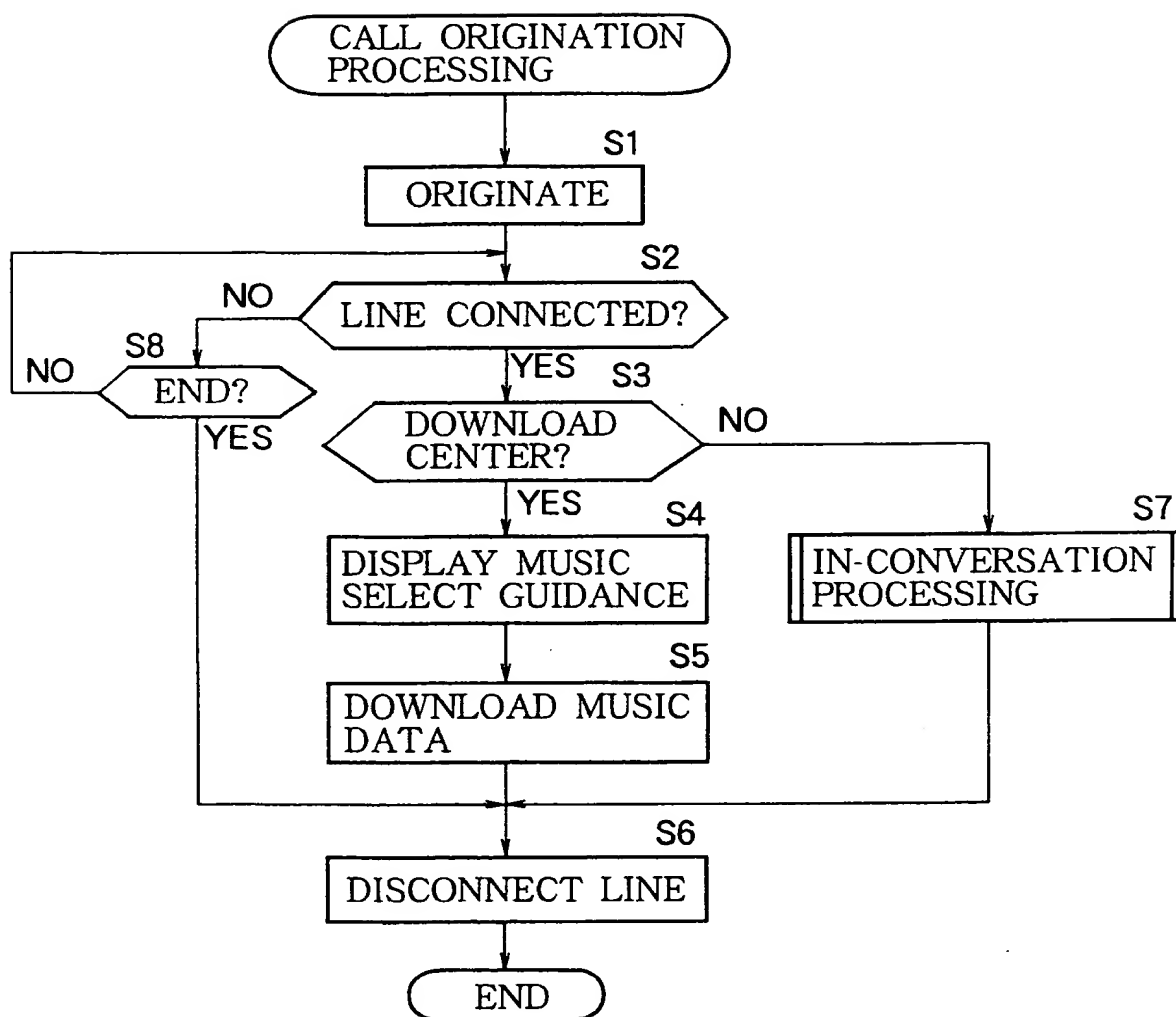 CALL ORIGINATION
PROCESSING
S1
ORIGINATE
S2
LINE CONNECTED?
NO
YES
S8
END?
NO
YES
S3
DOWNLOAD
CENTER?
NO
YES
S4
DISPLAY MUSIC
SELECT GUIDANCE
S7
IN-CONVERSATION
PROCESSING
S5
DOWNLOAD MUSIC
DATA
S6
DISCONNECT LINE
END